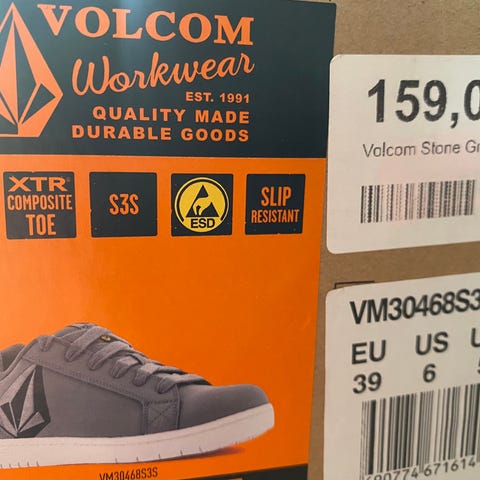 VOLCOM
Workwear
EST. 1991
QUALITY MADE
DURABLE GOODS
XTR®
COMPOSITE
TOE
S3S
ESD
SLIP
RESISTANT
VM30468S3S
159,0
Volcom Stone Gr
VM30468S3
EU US
39 6
671614